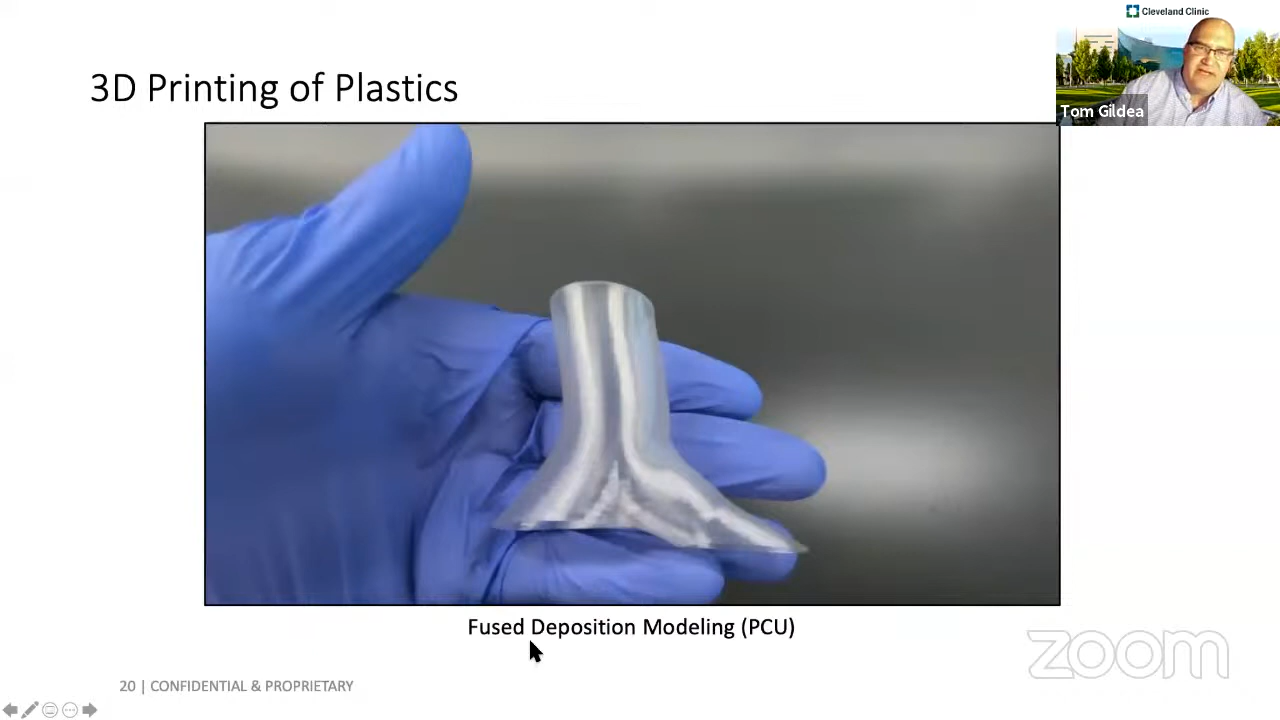 Cleveland Clinic
3D Printing of Plastics
Tom Gildea
Fused Deposition Modeling (PCU)
zoom
20 | CONFIDENTIAL & PROPRIETARY